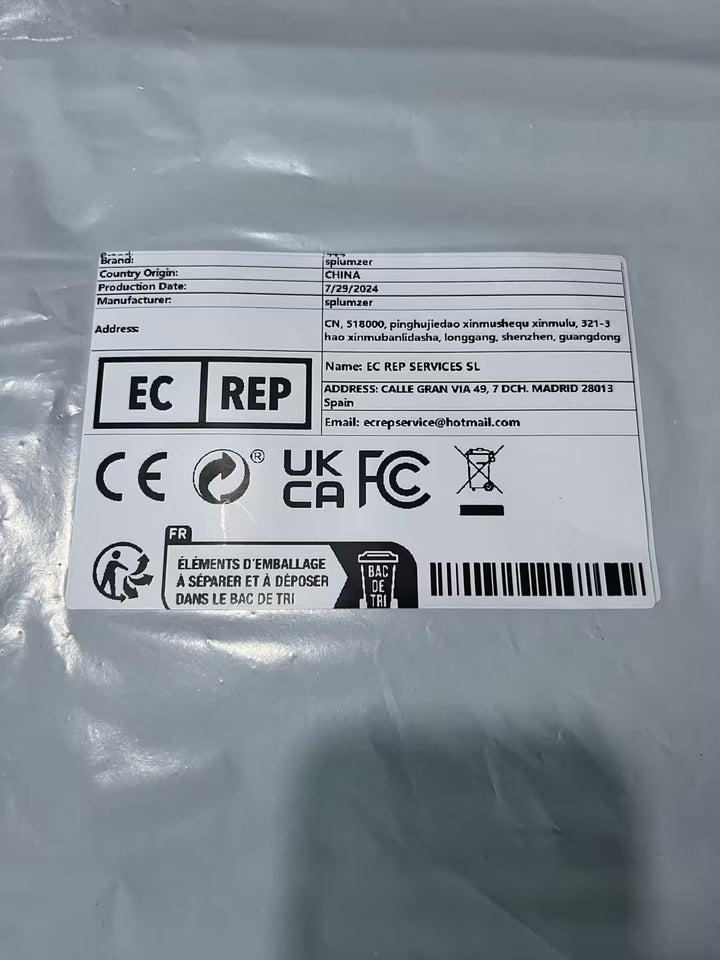 Brand: splumzer
Country Origin: CHINA
Production Date: 7/29/2024
Manufacturer: splumzer
Address: CN, 518000, pinghujiedao xinmushequ xinmulu, 321-3
hao xinmubanlidasha, longgang, shenzhen, guangdong
EC REP
Name: EC REP SERVICES SL
ADDRESS: CALLE GRAN VIA 49, 7 DCH. MADRID 28013
Spain
Email: ecrepservice@hotmail.com
CE ® UK
CA FC
FR
ÉLÉMENTS D'EMBALLAGE
À SÉPARER ET À DÉPOSER
DANS LE BAC DE TRI
BAC
DE
TRI